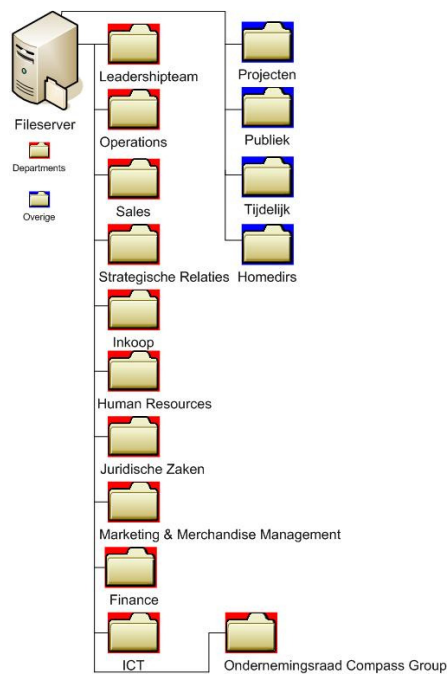 Fileserver
Departments
Overige
Leadershipteam
Operations
Sales
Strategische Relaties
Inkoop
Human Resources
Juridische Zaken
Marketing & Merchandise Management
Finance
ICT
Ondernemingsraad Compass Group
Projecten
Publiek
Tijdelijk
Homedirs